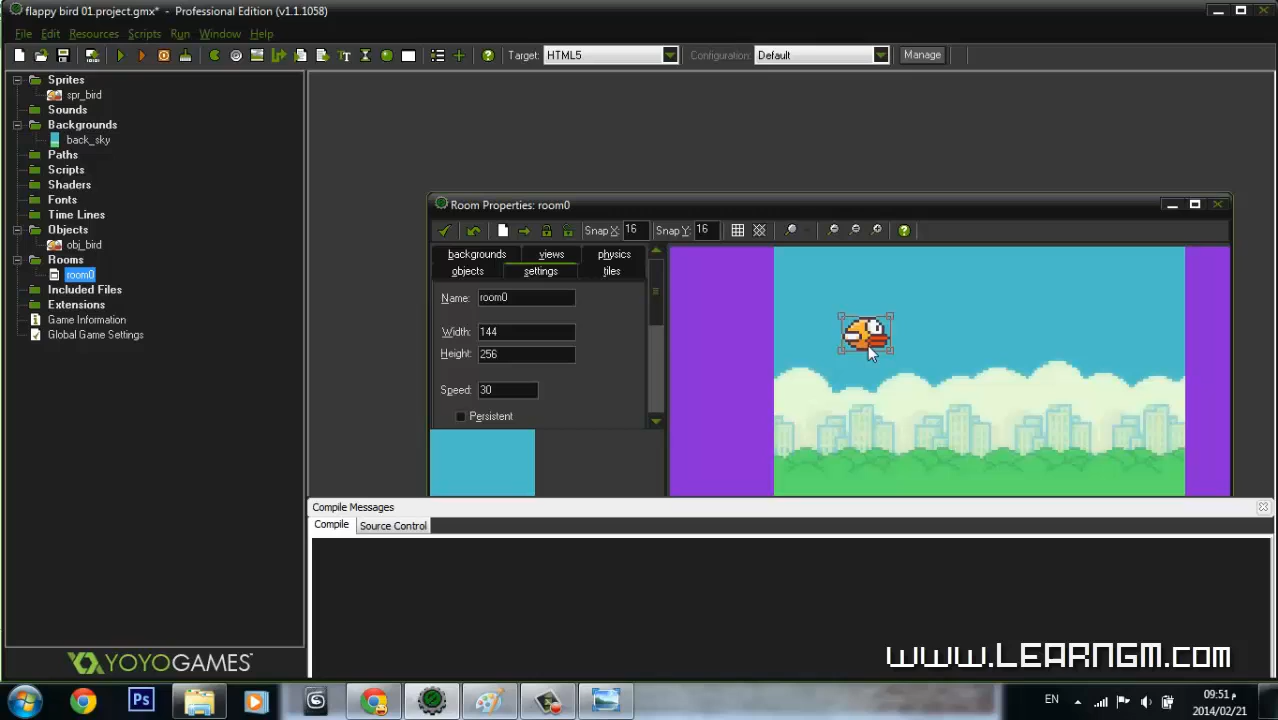 flappy bird 01.project.gmx* - Professional Edition (v1.1.1058)
File Edit Resources Scripts Run Window Help
Target: HTML5 Configuration: Default Manage
Sprites
spr_bird
Sounds
Backgrounds
back_sky
Paths
Scripts
Shaders
Fonts
Time Lines
Objects
obj_bird
Rooms
room0
Included Files
Extensions
Game Information
Global Game Settings
Room Properties: room0
Snap X: 16 Snap Y: 16
backgrounds views physics
objects settings tiles
Name: room0
Width: 144
Height: 256
Speed: 30
Persistent
Compile Messages
Compile Source Control
YOYOGAMES™
www.LEARNGM.com
Ps
EN
09:51 م
2014/02/21